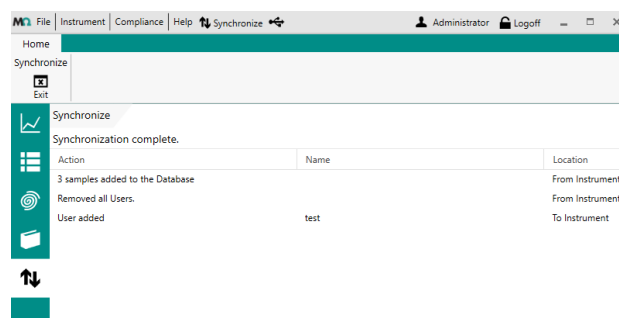 File Instrument Compliance Help Synchronize Administrator Logoff
Home
Synchronize
Exit
Synchronize
Synchronization complete.
Action Name Location
3 samples added to the Database From Instrument
Removed all Users. From Instrument
User added test To Instrument